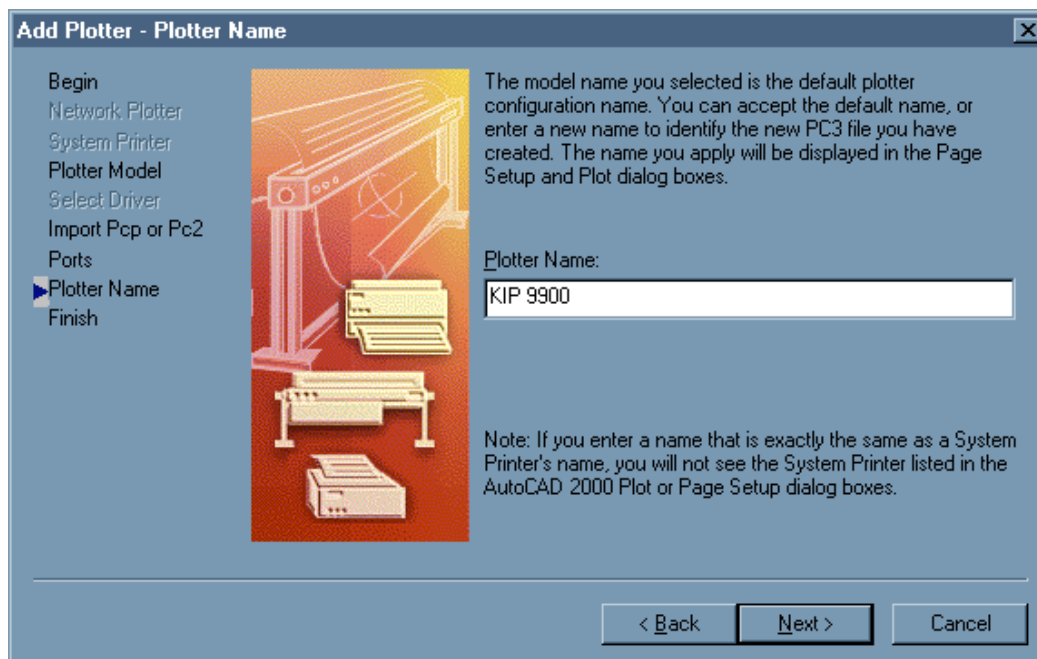 Add Plotter - Plotter Name
Begin
Network Plotter
System Printer
Plotter Model
Select Driver
Import Pcp or Pc2
Ports
Plotter Name
Finish
The model name you selected is the default plotter
configuration name. You can accept the default name, or
enter a new name to identify the new PC3 file you have
created. The name you apply will be displayed in the Page
Setup and Plot dialog boxes.
Plotter Name:
KIP 9900
Note: If you enter a name that is exactly the same as a System
Printer's name, you will not see the System Printer listed in the
AutoCAD 2000 Plot or Page Setup dialog boxes.
< Back
Next >
Cancel